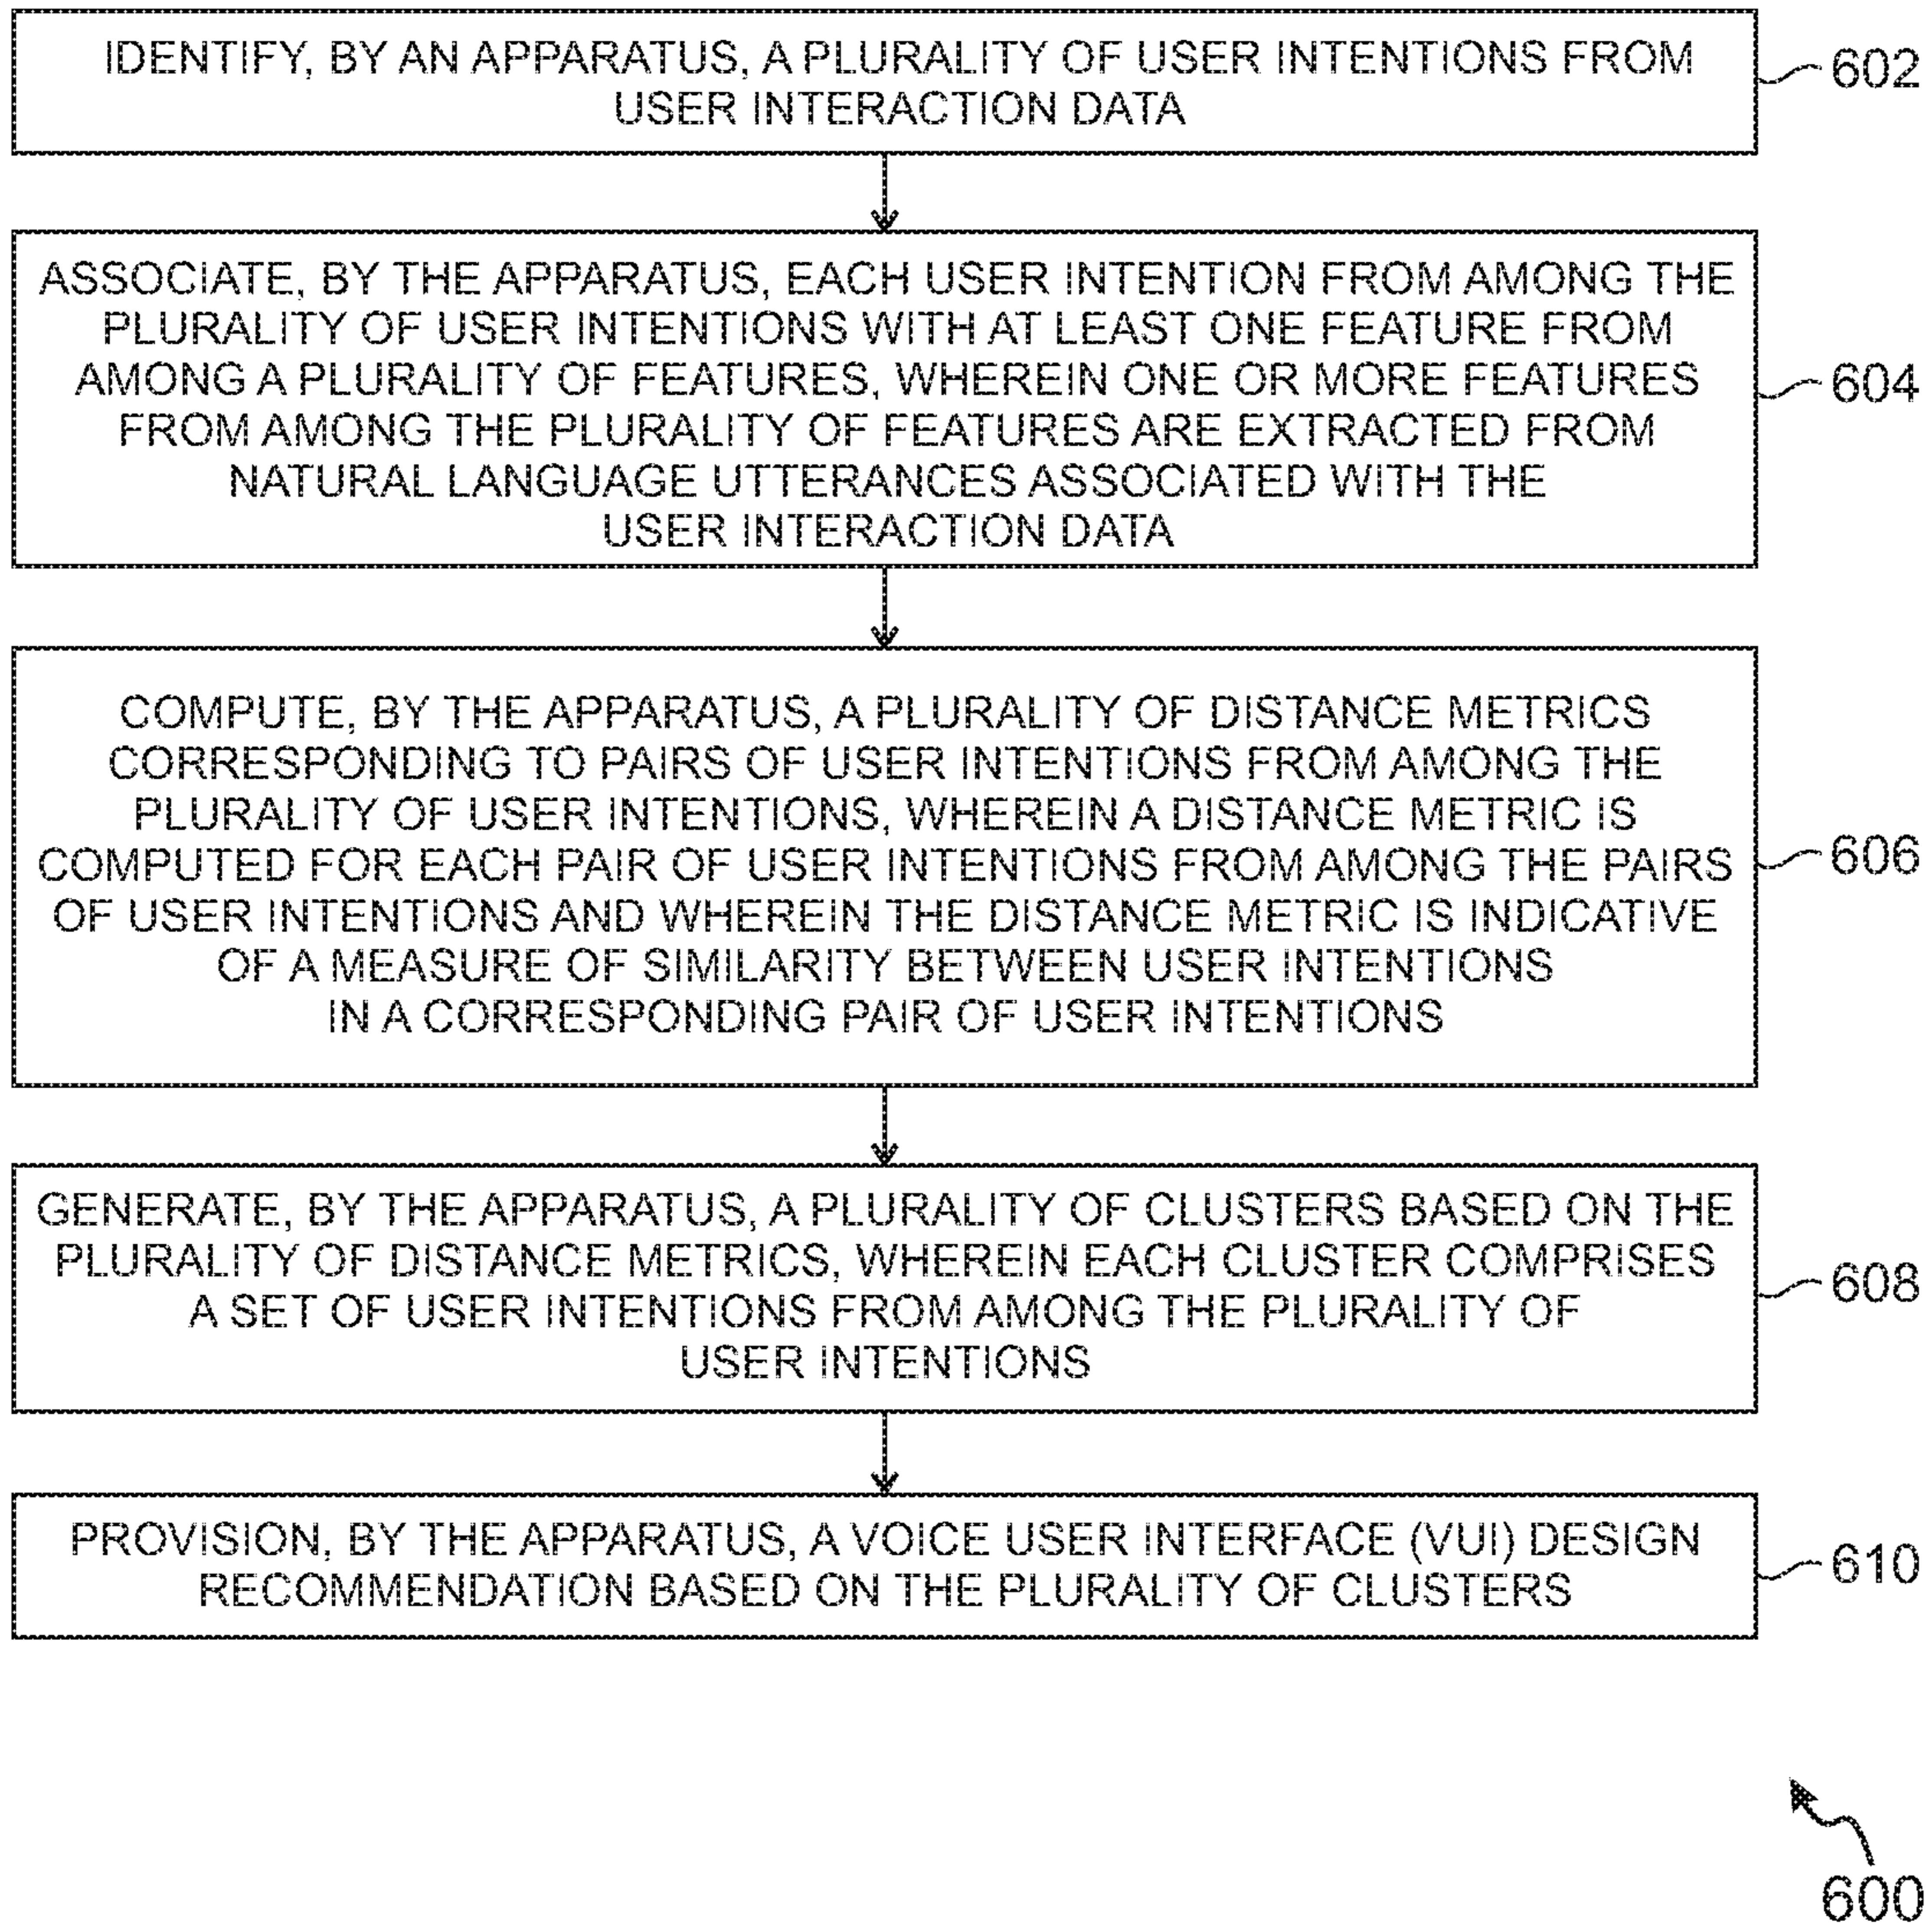 IDENTIFY, BY AN APPARATUS, A PLURALITY OF USER INTENTIONS FROM
USER INTERACTION DATA
602
ASSOCIATE, BY THE APPARATUS, EACH USER INTENTION FROM AMONG THE
PLURALITY OF USER INTENTIONS WITH AT LEAST ONE FEATURE FROM
AMONG A PLURALITY OF FEATURES, WHEREIN ONE OR MORE FEATURES
FROM AMONG THE PLURALITY OF FEATURES ARE EXTRACTED FROM
NATURAL LANGUAGE UTTERANCES ASSOCIATED WITH THE
USER INTERACTION DATA
604
COMPUTE, BY THE APPARATUS, A PLURALITY OF DISTANCE METRICS
CORRESPONDING TO PAIRS OF USER INTENTIONS FROM AMONG THE
PLURALITY OF USER INTENTIONS, WHEREIN A DISTANCE METRIC IS
COMPUTED FOR EACH PAIR OF USER INTENTIONS FROM AMONG THE PAIRS
OF USER INTENTIONS AND WHEREIN THE DISTANCE METRIC IS INDICATIVE
OF A MEASURE OF SIMILARITY BETWEEN USER INTENTIONS
IN A CORRESPONDING PAIR OF USER INTENTIONS
606
GENERATE, BY THE APPARATUS, A PLURALITY OF CLUSTERS BASED ON THE
PLURALITY OF DISTANCE METRICS, WHEREIN EACH CLUSTER COMPRISES
A SET OF USER INTENTIONS FROM AMONG THE PLURALITY OF
USER INTENTIONS
608
PROVISION, BY THE APPARATUS, A VOICE USER INTERFACE (VUI) DESIGN
RECOMMENDATION BASED ON THE PLURALITY OF CLUSTERS
610
600